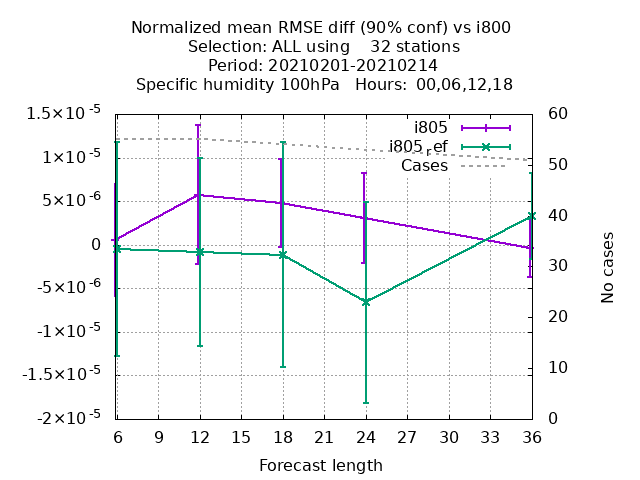 Normalized mean RMSE diff (90% conf) vs i800
Selection: ALL using    32 stations
Period: 20210201-20210214
Specific humidity 100hPa   Hours: 00,06,12,18
1.5×10 -5
1×10 -5
5×10 -6
0
-5×10 -6
-1×10 -5
-1.5×10 -5
-2×10 -5
i805
i805_ref
Cases
60
50
40
30
20
10
0
No cases
6 9 12 15 18 21 24 27 30 33 36
Forecast length